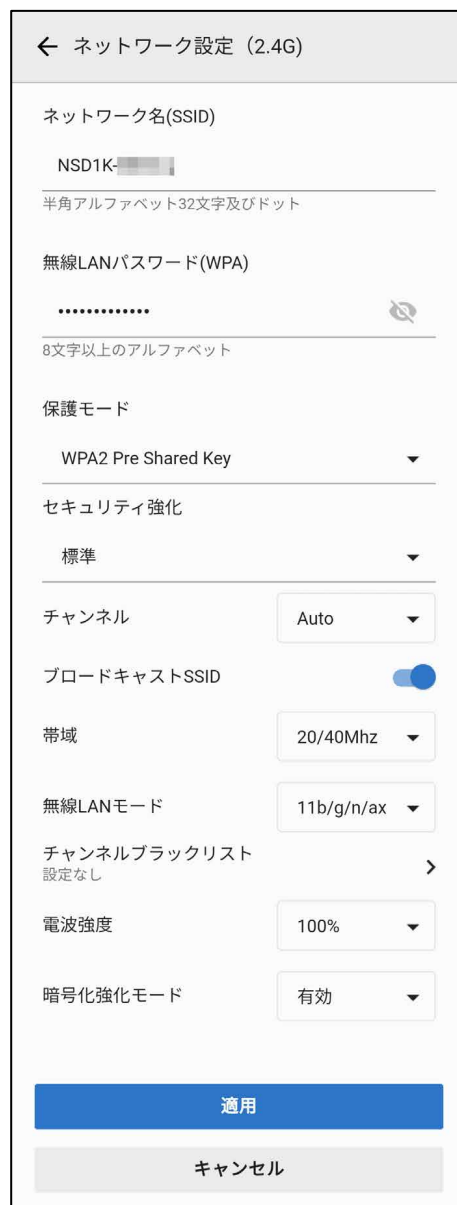 ネットワーク設定（2.4G)
ネットワーク名(SSID)
NSD1K-
半角アルファベット32文字及びドット
無線LANパスワード(WPA)
•••••••••••••
8文字以上のアルファベット
保護モード
WPA2 Pre Shared Key
セキュリティ強化
標準
チャンネル Auto
ブロードキャストSSID
帯域 20/40Mhz
無線LANモード 11b/g/n/ax
チャンネルブラックリスト
設定なし
電波強度 100%
暗号化強化モード 有効
適用
キャンセル